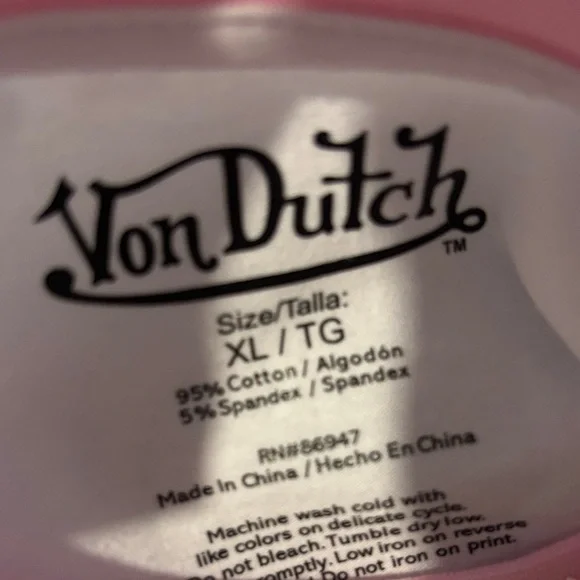 Von Dutch
TM
Size/Talla:
XL / TG
95% Cotton / Algodón
5% Spandex / Spandex
RN#86947
Made In China / Hecho En China
Machine wash cold with
like colors on delicate cycle.
Do not bleach. Tumble dry low.
promptly. Low iron on reverse
Do not iron on print.